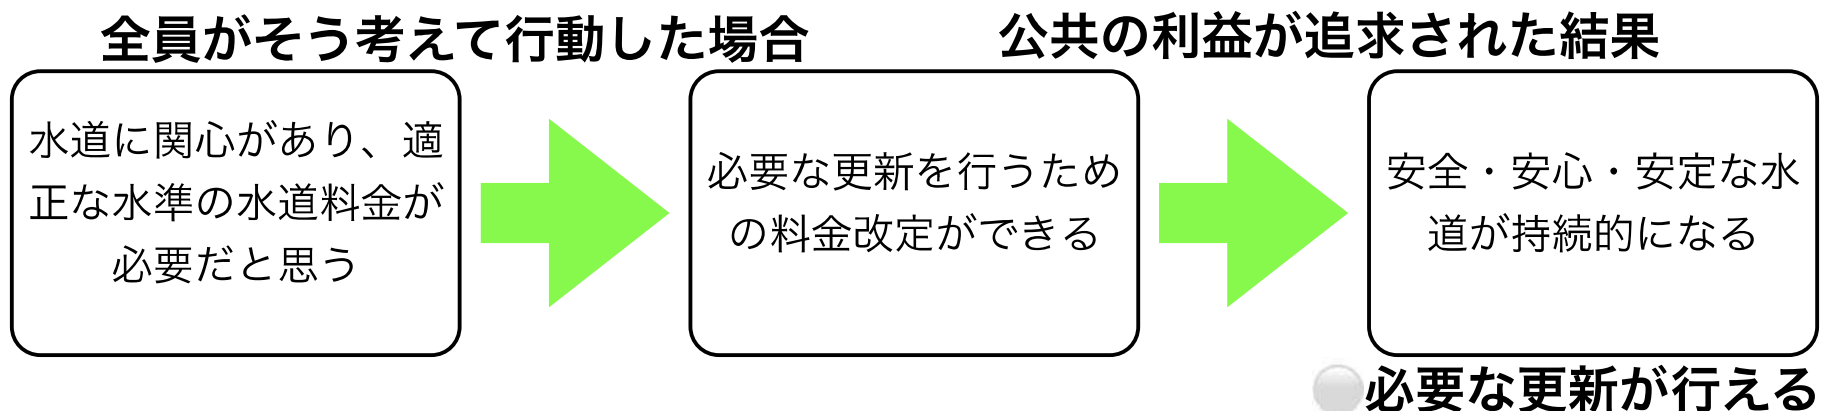 全員がそう考えて行動した場合
公共の利益が追求された結果
水道に関心があり、適
正な水準の水道料金が
必要だと思う
必要な更新を行うため
の料金改定ができる
安全・安心・安定な水
道が持続的になる
⚪必要な更新が行える